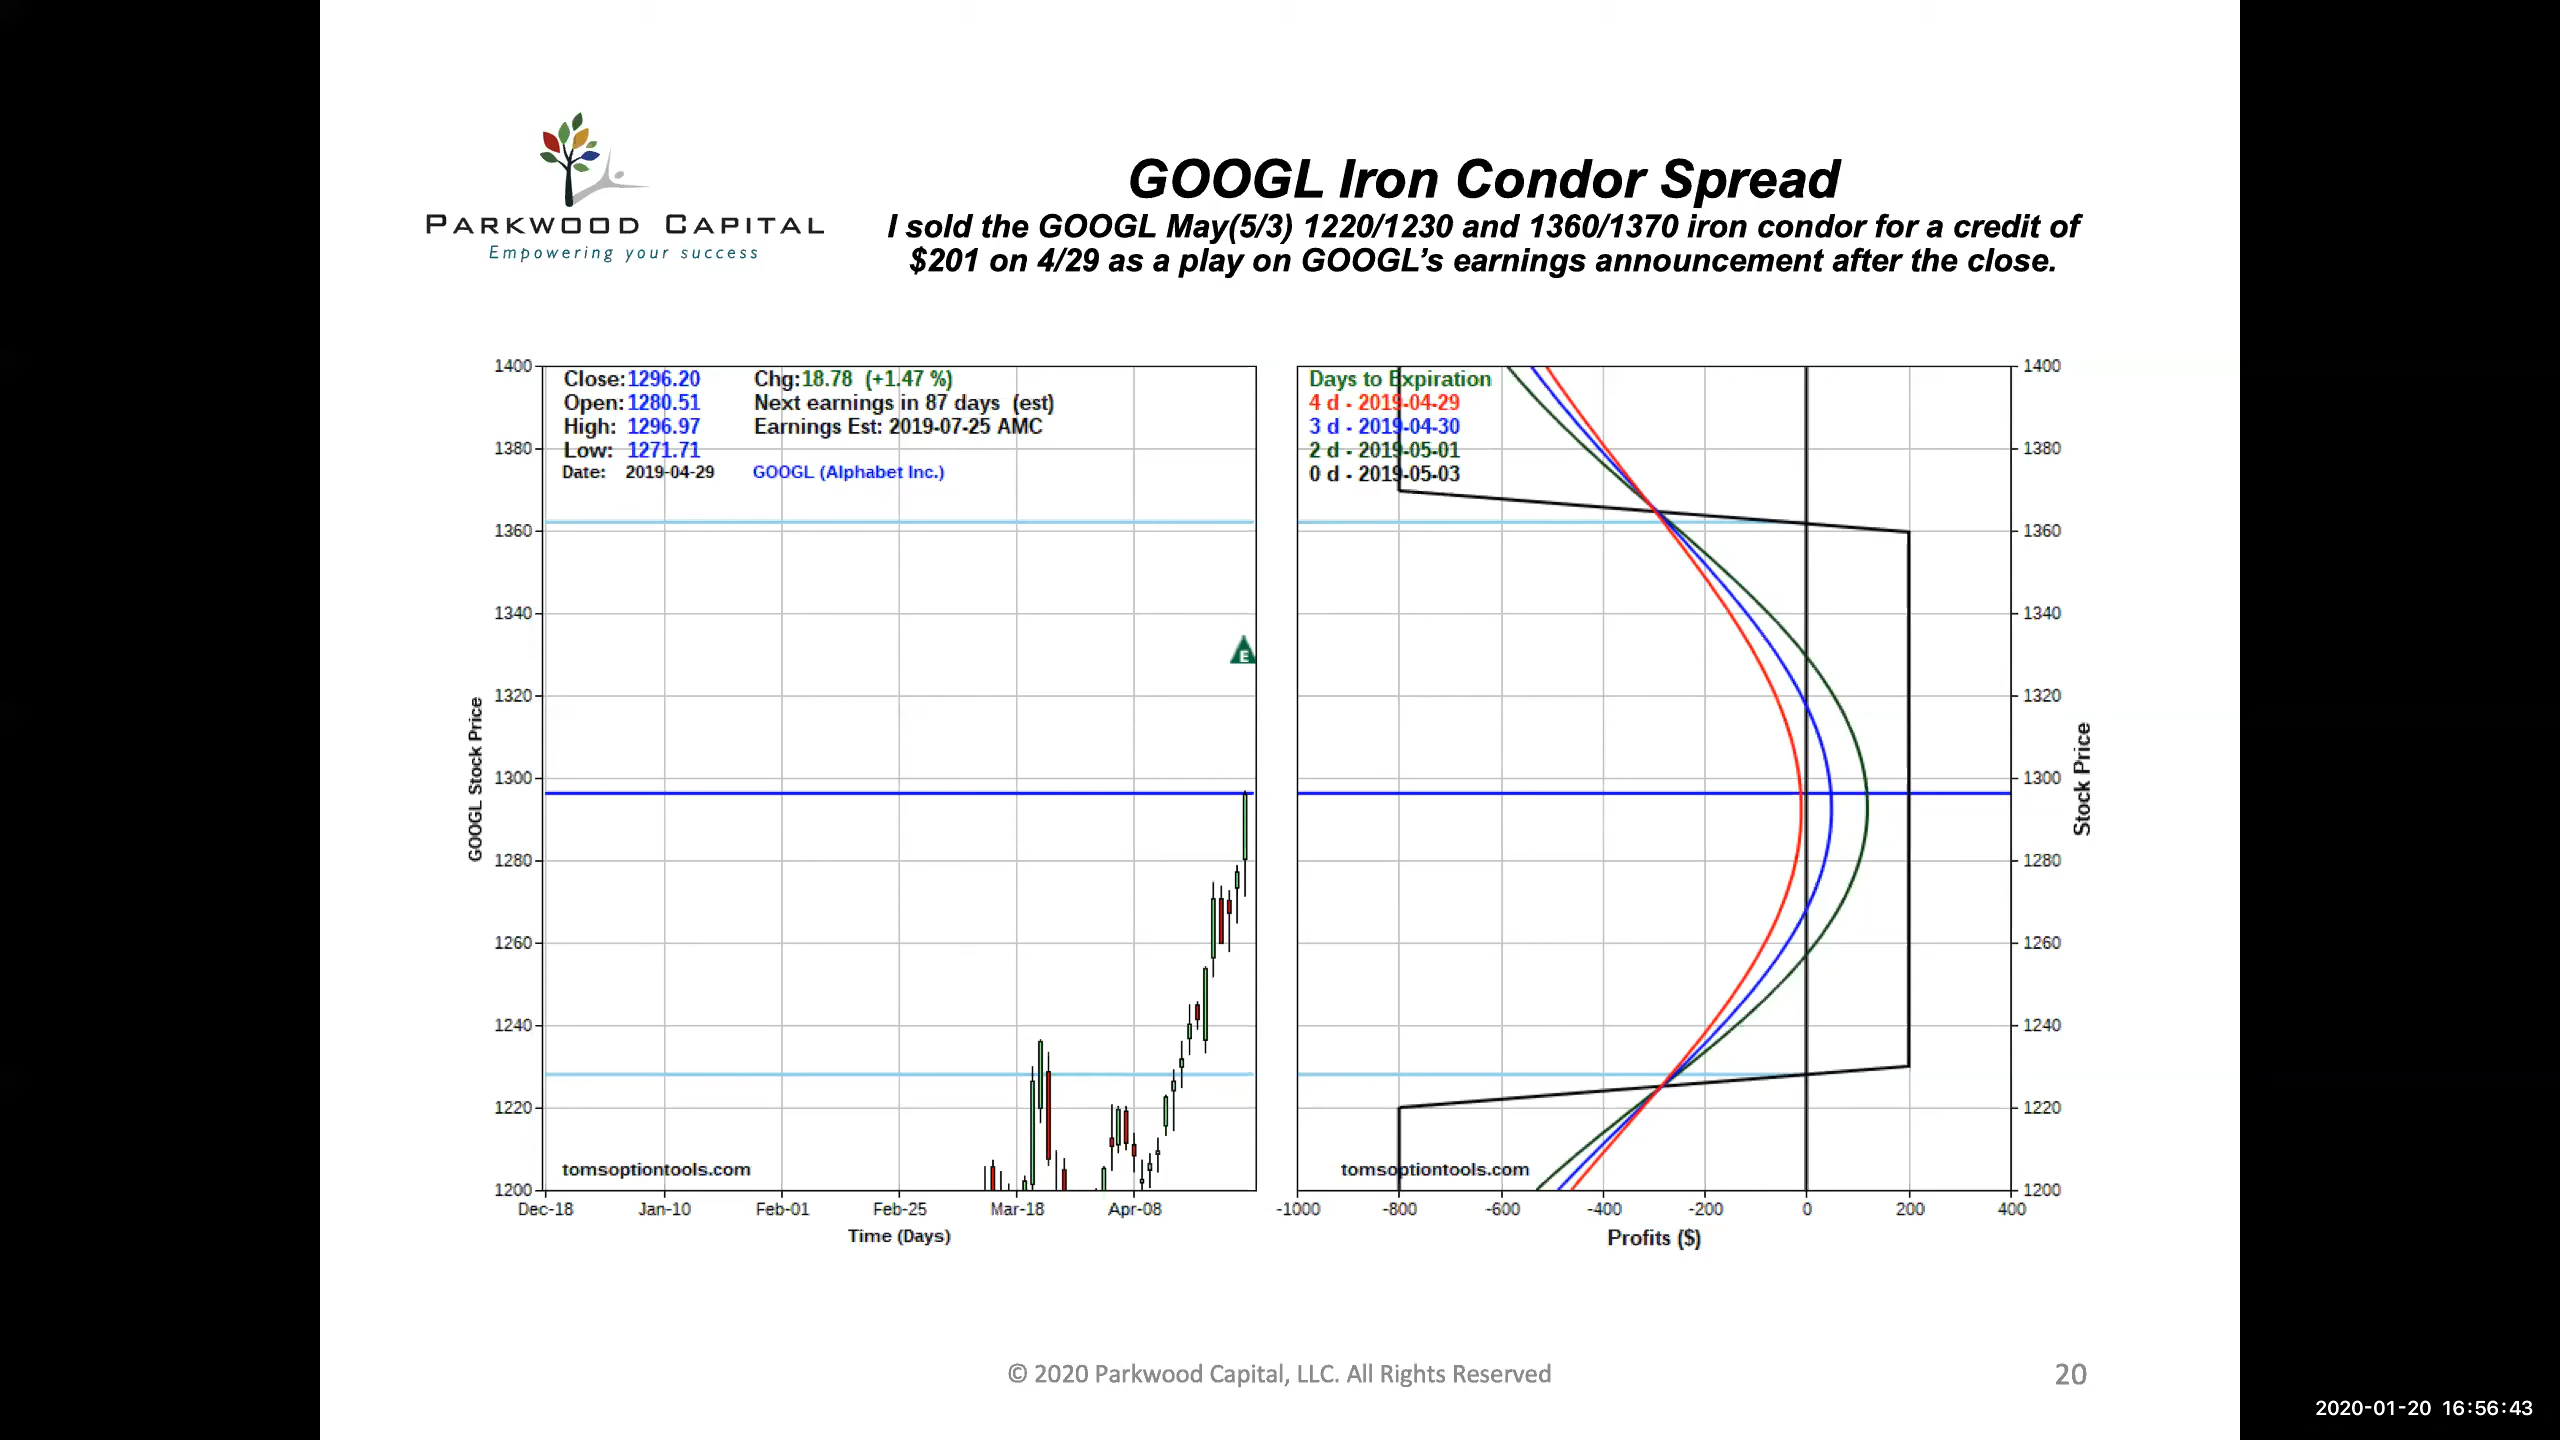 PARKWOOD CAPITAL
Empowering your success
GOOGL Iron Condor Spread
I sold the GOOGL May(5/3) 1220/1230 and 1360/1370 iron condor for a credit of
$201 on 4/29 as a play on GOOGL’s earnings announcement after the close.
Close:1296.20 Chg:18.78 (+1.47 %)
Open: 1280.51 Next earnings in 87 days (est)
High: 1296.97 Earnings Est: 2019-07-25 AMC
Low: 1271.71
Date: 2019-04-29 GOOGL (Alphabet Inc.)
GOOGL Stock Price
1400
1380
1360
1340
1320
1300
1280
1260
1240
1220
1200
E
tomsoptiontools.com
Dec-18 Jan-10 Feb-01 Feb-25 Mar-18 Apr-08
Time (Days)
Days to Expiration
4 d - 2019-04-29
3 d - 2019-04-30
2 d - 2019-05-01
0 d - 2019-05-03
tomsoptiontools.com
1400
1380
1360
1340
1320
1300
1280
1260
1240
1220
1200
Stock Price
-1000 -800 -600 -400 -200 0 200 400
Profits ($)
© 2020 Parkwood Capital, LLC. All Rights Reserved
20
2020-01-20 16:56:43